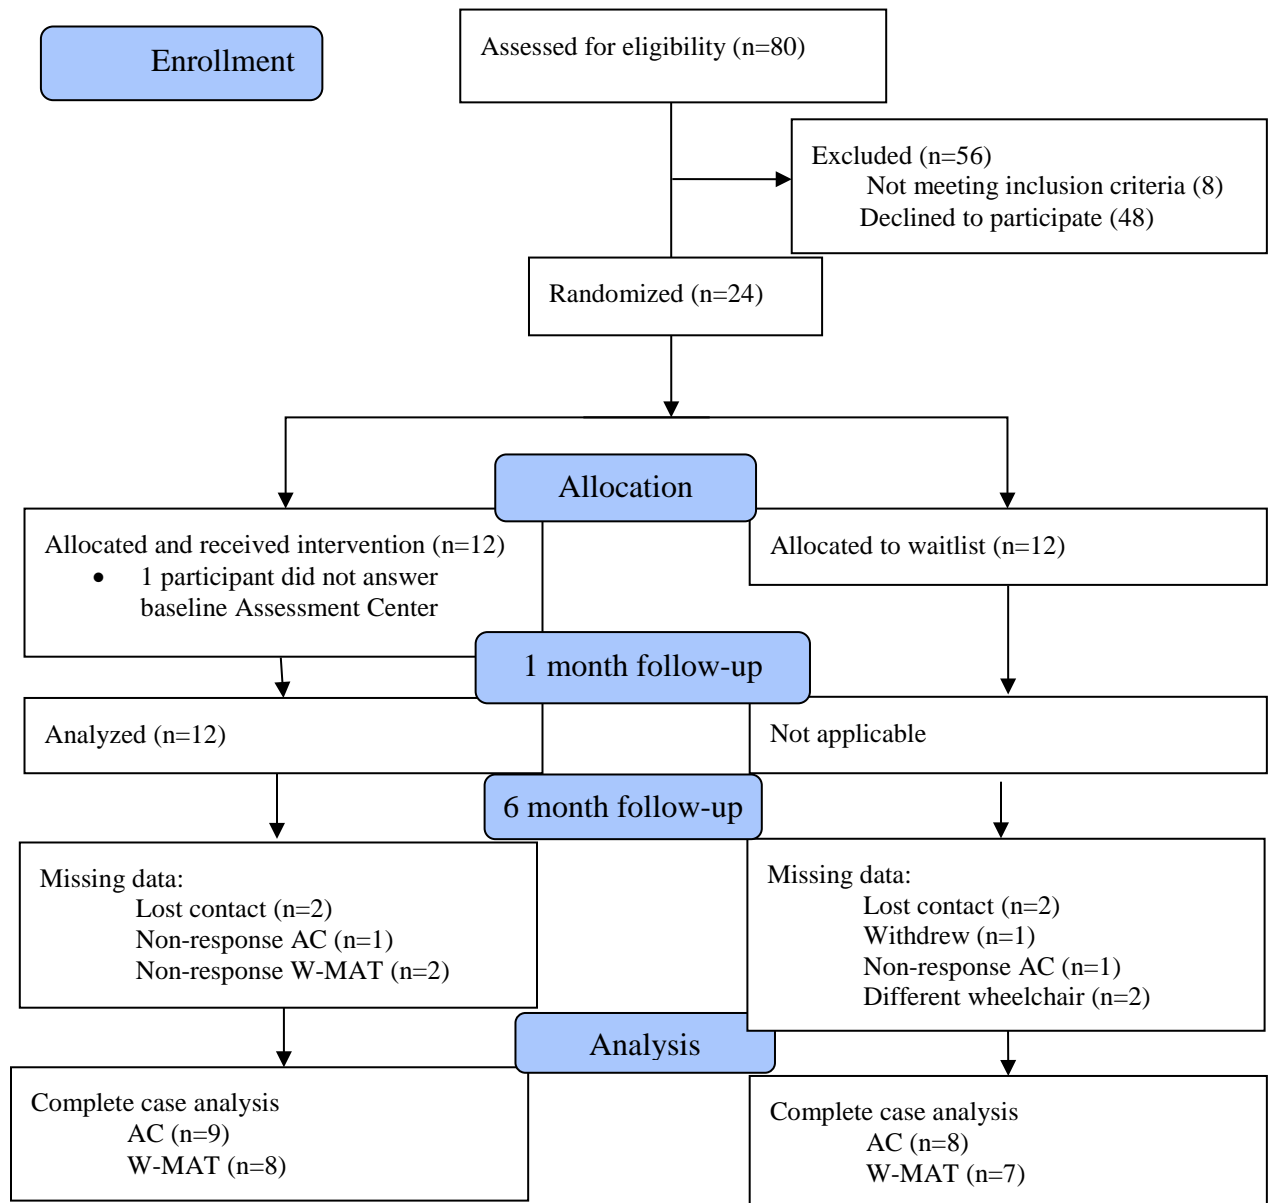 Enrollment
Assessed for eligibility (n=80)
Excluded (n=56)
Not meeting inclusion criteria (8)
Declined to participate (48)
Randomized (n=24)
Allocation
Allocated and received intervention (n=12)
• 1 participant did not answer
baseline Assessment Center
Allocated to waitlist (n=12)
1 month follow-up
Analyzed (n=12)
Not applicable
6 month follow-up
Missing data:
Lost contact (n=2)
Non-response AC (n=1)
Non-response W-MAT (n=2)
Missing data:
Lost contact (n=2)
Withdrew (n=1)
Non-response AC (n=1)
Different wheelchair (n=2)
Analysis
Complete case analysis
AC (n=9)
W-MAT (n=8)
Complete case analysis
AC (n=8)
W-MAT (n=7)